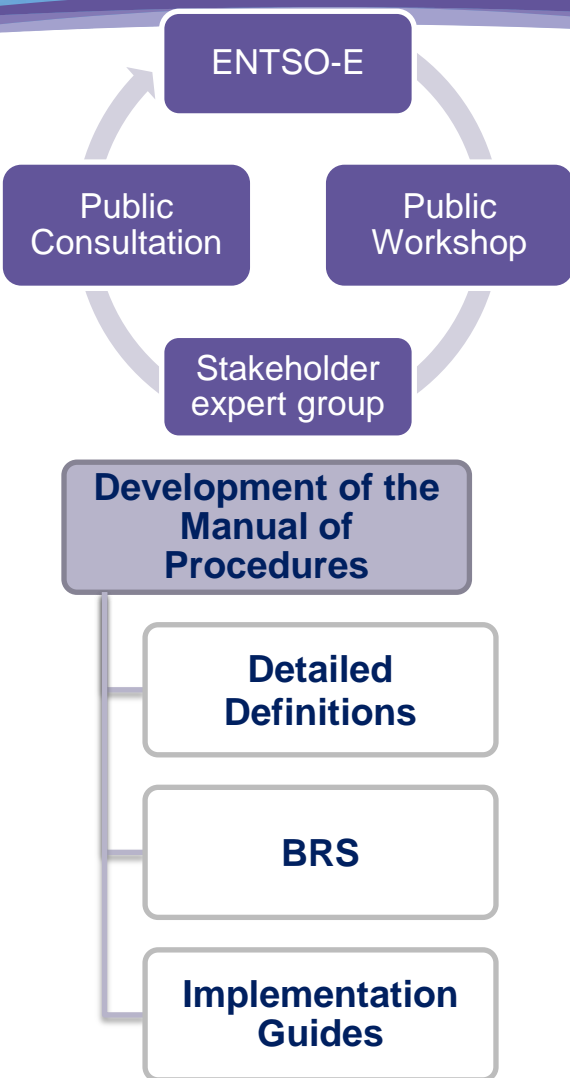 ENTSO-E
Public
Consultation
Public
Workshop
Stakeholder
expert group
Development of the
Manual of
Procedures
Detailed
Definitions
BRS
Implementation
Guides